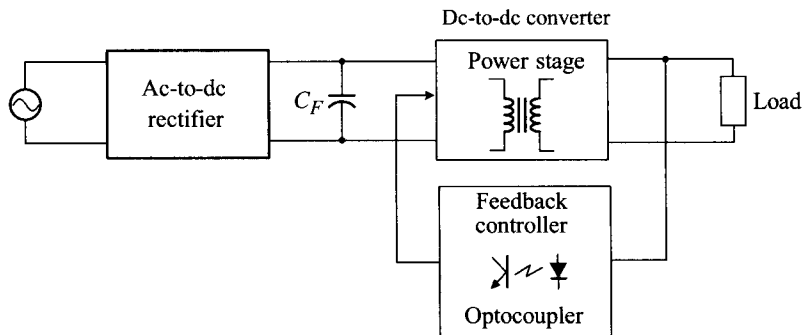 Dc-to-dc converter
Ac-to-dc
rectifier
C_F
Power stage
Load
Feedback
controller
Optocoupler